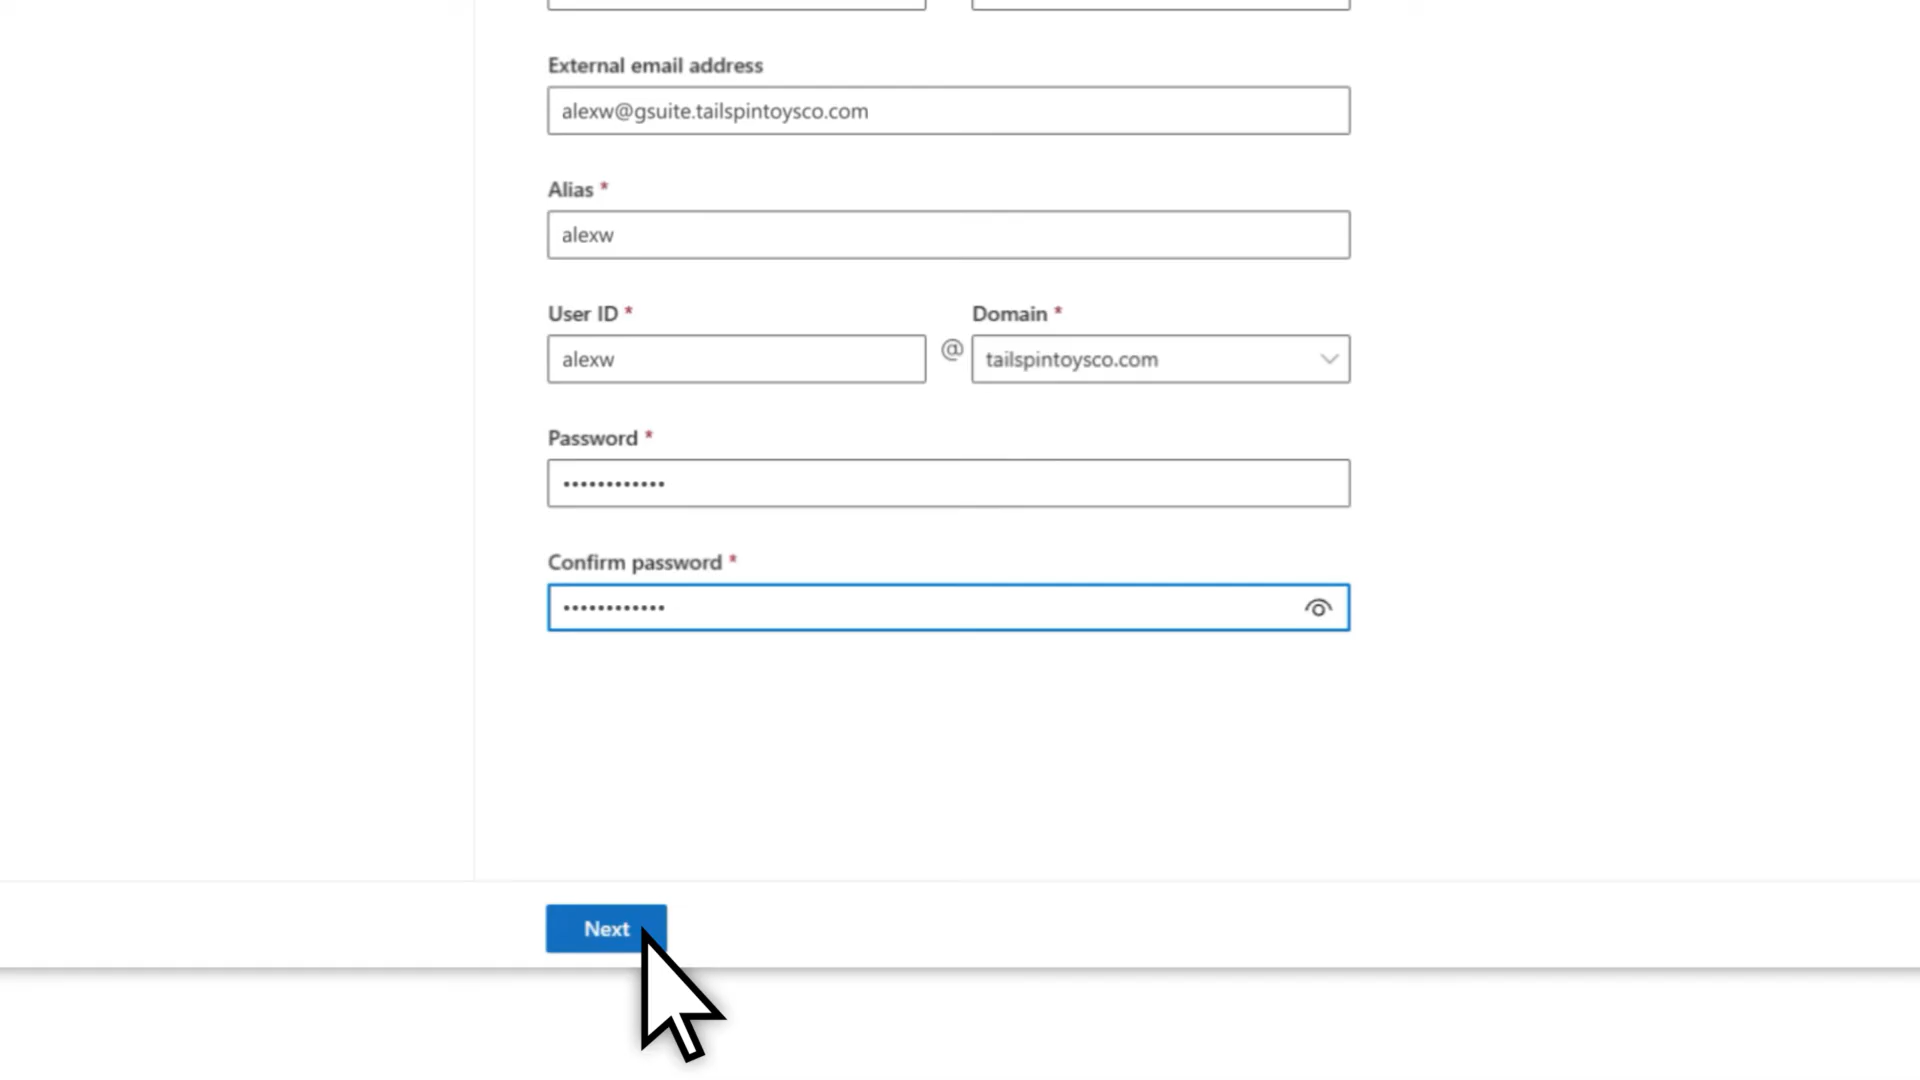 External email address
alexw@gsuite.tailspintoysco.com
Alias *
alexw
User ID *
Domain *
alexw
@
tailspintoysco.com
Password *
••••••••••••
Confirm password *
••••••••••••
Next